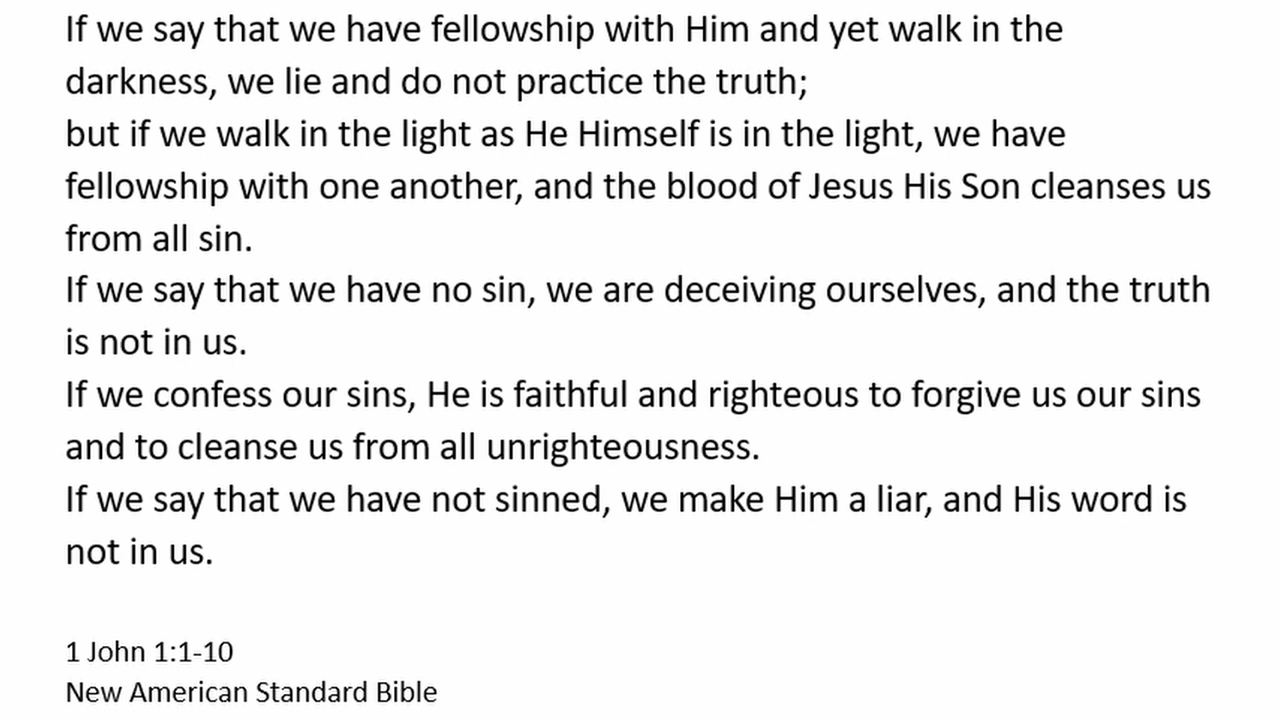 If we say that we have fellowship with Him and yet walk in the
darkness, we lie and do not practice the truth;
but if we walk in the light as He Himself is in the light, we have
fellowship with one another, and the blood of Jesus His Son cleanses us
from all sin.
If we say that we have no sin, we are deceiving ourselves, and the truth
is not in us.
If we confess our sins, He is faithful and righteous to forgive us our sins
and to cleanse us from all unrighteousness.
If we say that we have not sinned, we make Him a liar, and His word is
not in us.
1 John 1:1-10
New American Standard Bible